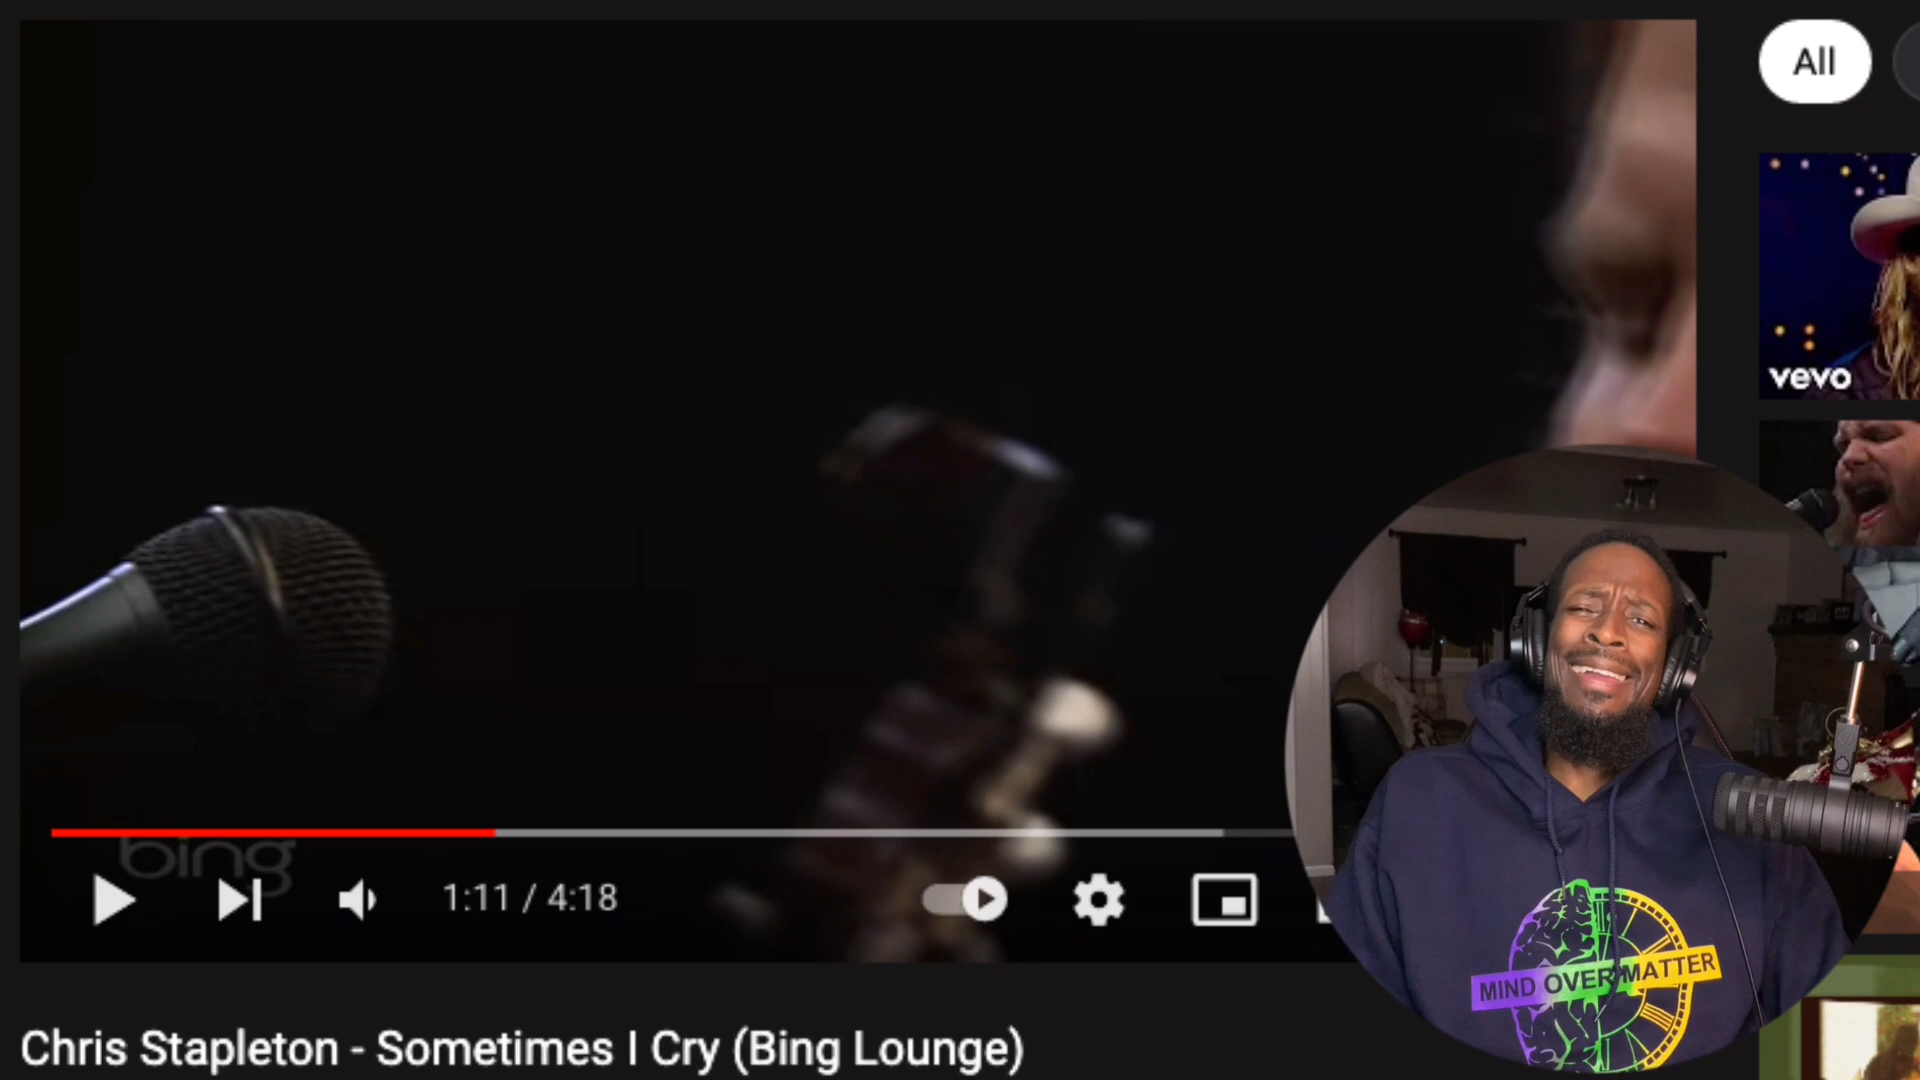 All
vevo
bing
1:11 / 4:18
MIND OVER MATTER
Chris Stapleton - Sometimes I Cry (Bing Lounge)